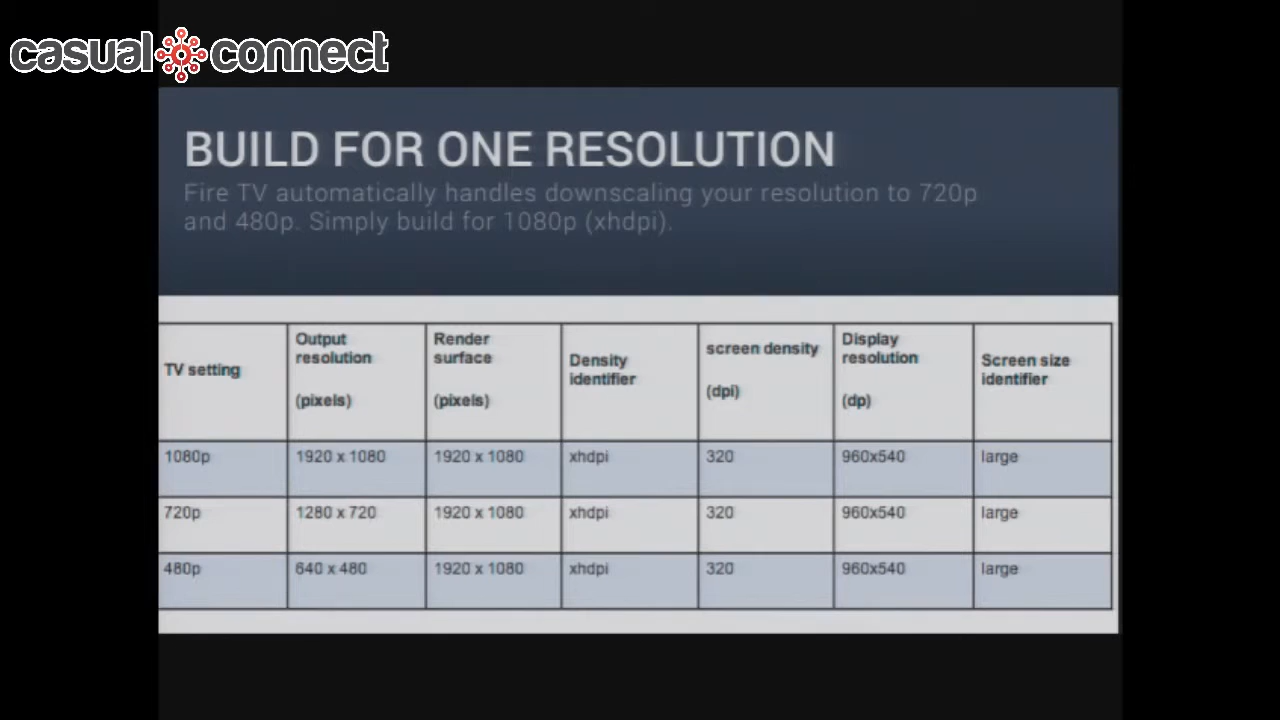 casual connect
BUILD FOR ONE RESOLUTION
Fire TV automatically handles downscaling your resolution to 720p
and 480p. Simply build for 1080p (xhdpi).
TV setting
Output
resolution
(pixels)
Render
surface
(pixels)
Density
identifier
screen density
(dpi)
Display
resolution
(dp)
Screen size
identifier
1080p 1920 x 1080 1920 x 1080 xhdpi 320 960x540 large
720p 1280 x 720 1920 x 1080 xhdpi 320 960x540 large
480p 640 x 480 1920 x 1080 xhdpi 320 960x540 large